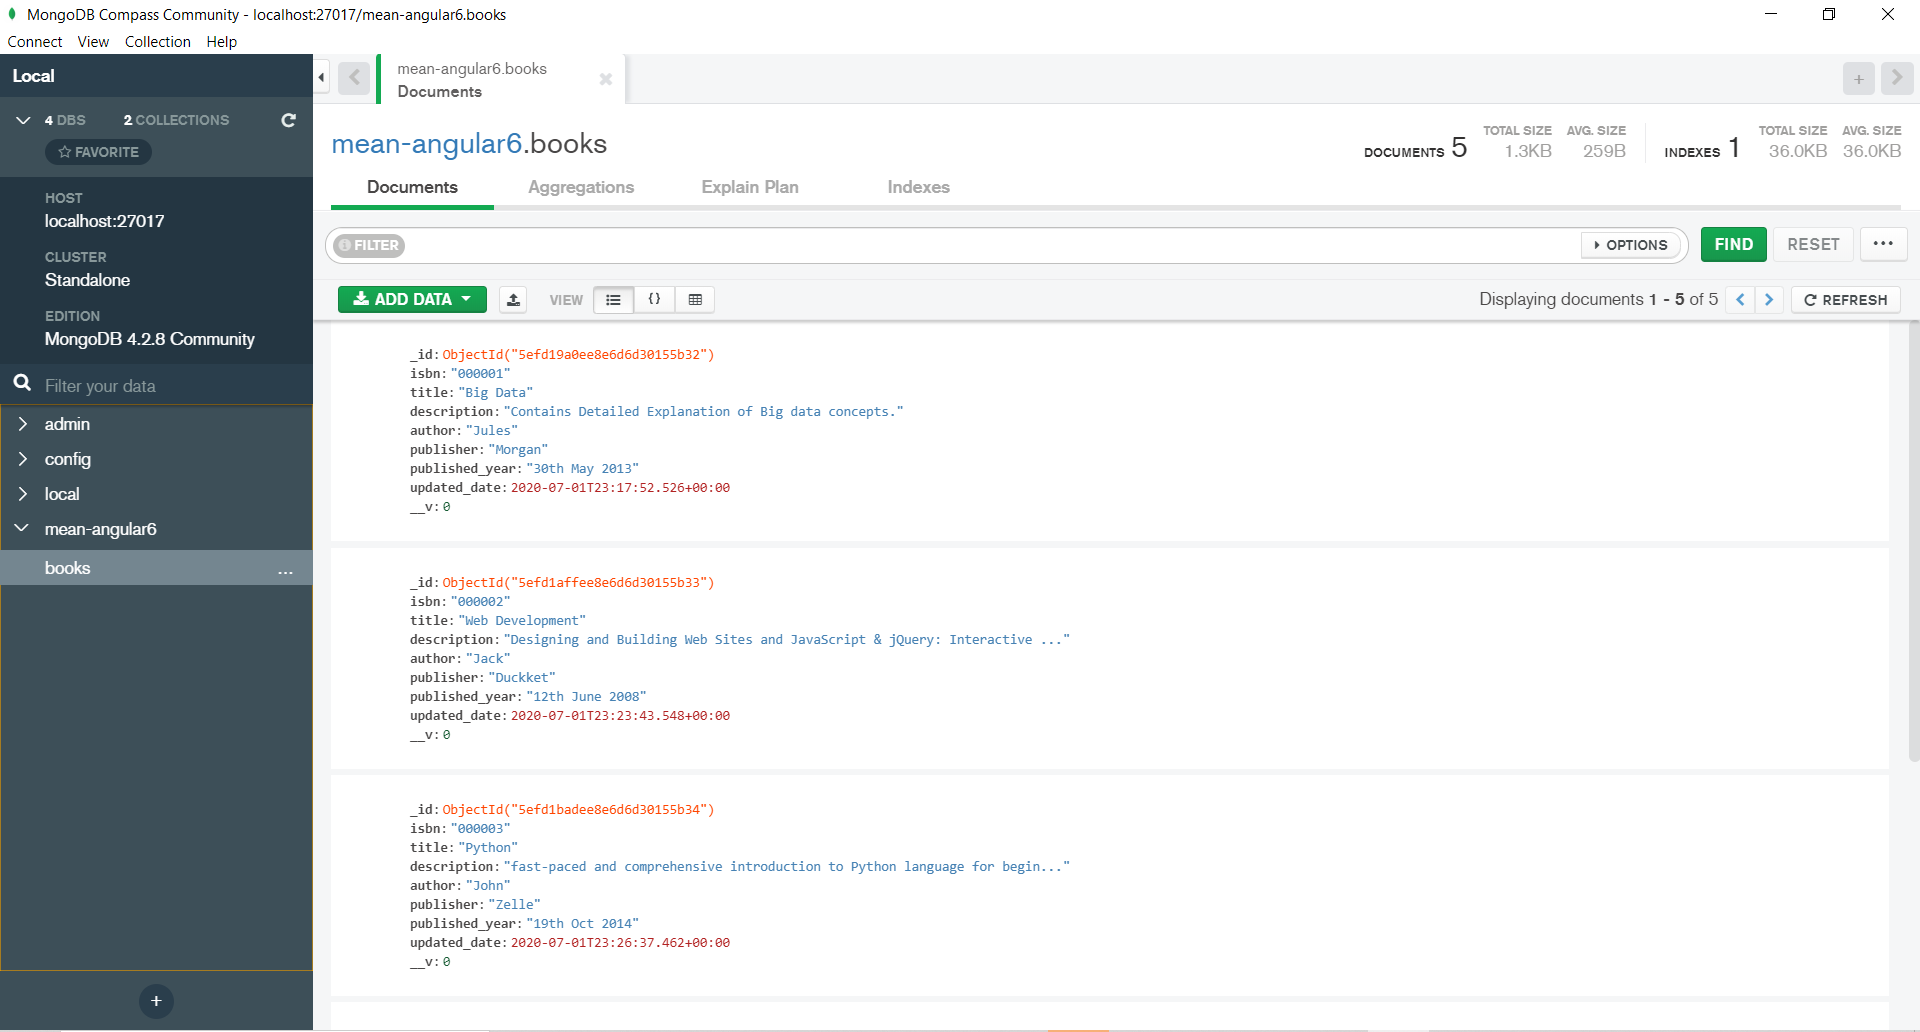 MongoDB Compass Community - localhost:27017/mean-angular6.books
Connect View Collection Help
Local
mean-angular6.books
Documents
4 DBS 2 COLLECTIONS
FAVORITE
mean-angular6.books
DOCUMENTS 5 TOTAL SIZE 1.3KB AVG. SIZE 259B INDEXES 1 TOTAL SIZE 36.0KB AVG. SIZE 36.0KB
Documents Aggregations Explain Plan Indexes
HOST
localhost:27017
CLUSTER
Standalone
EDITION
MongoDB 4.2.8 Community
Filter your data
admin
config
local
mean-angular6
books ...
FILTER OPTIONS FIND RESET ...
ADD DATA VIEW { } Displaying documents 1 - 5 of 5 REFRESH
_id: ObjectId("5efd19a0ee8e6d6d30155b32")
isbn: "000001"
title: "Big Data"
description: "Contains Detailed Explanation of Big data concepts."
author: "Jules"
publisher: "Morgan"
published_year: "30th May 2013"
updated_date: 2020-07-01T23:17:52.526+00:00
__v: 0
_id: ObjectId("5efd1affee8e6d6d30155b33")
isbn: "000002"
title: "Web Development"
description: "Designing and Building Web Sites and JavaScript & jQuery: Interactive ..."
author: "Jack"
publisher: "Duckket"
published_year: "12th June 2008"
updated_date: 2020-07-01T23:23:43.548+00:00
__v: 0
_id: ObjectId("5efd1badee8e6d6d30155b34")
isbn: "000003"
title: "Python"
description: "fast-paced and comprehensive introduction to Python language for begin..."
author: "John"
publisher: "Zelle"
published_year: "19th Oct 2014"
updated_date: 2020-07-01T23:26:37.462+00:00
__v: 0